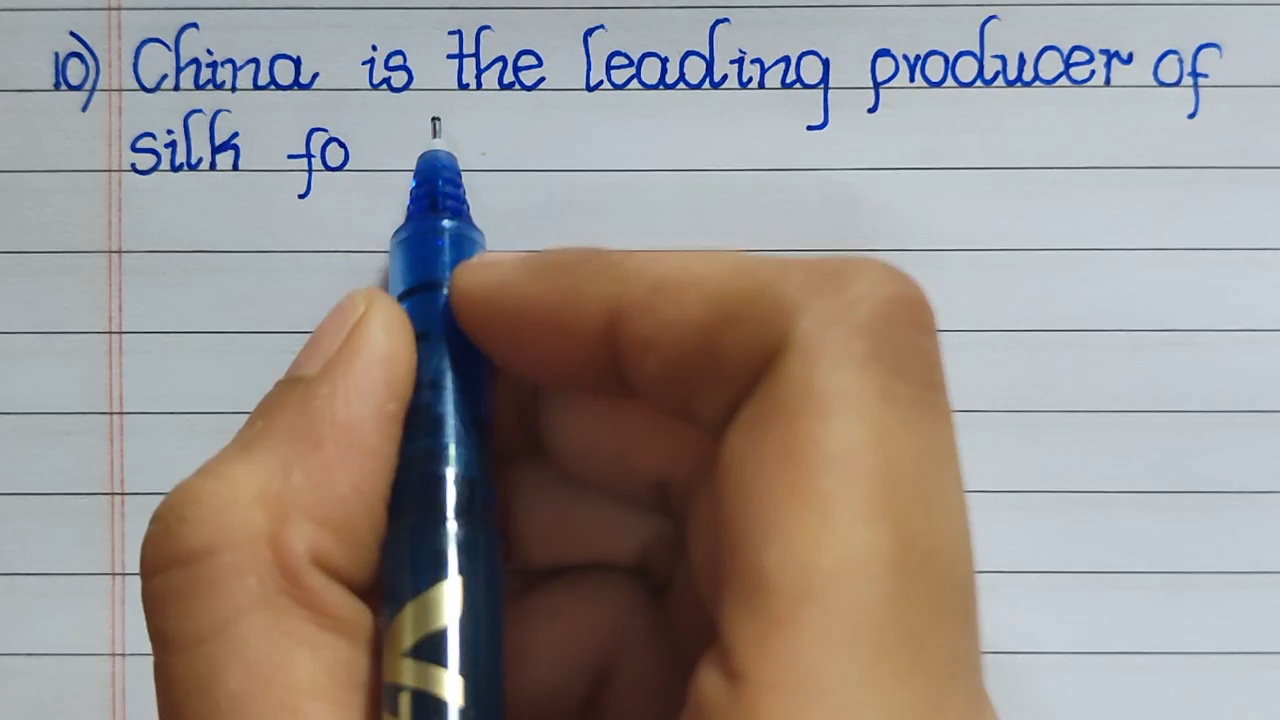 10) China is the leading producer of
silk fo